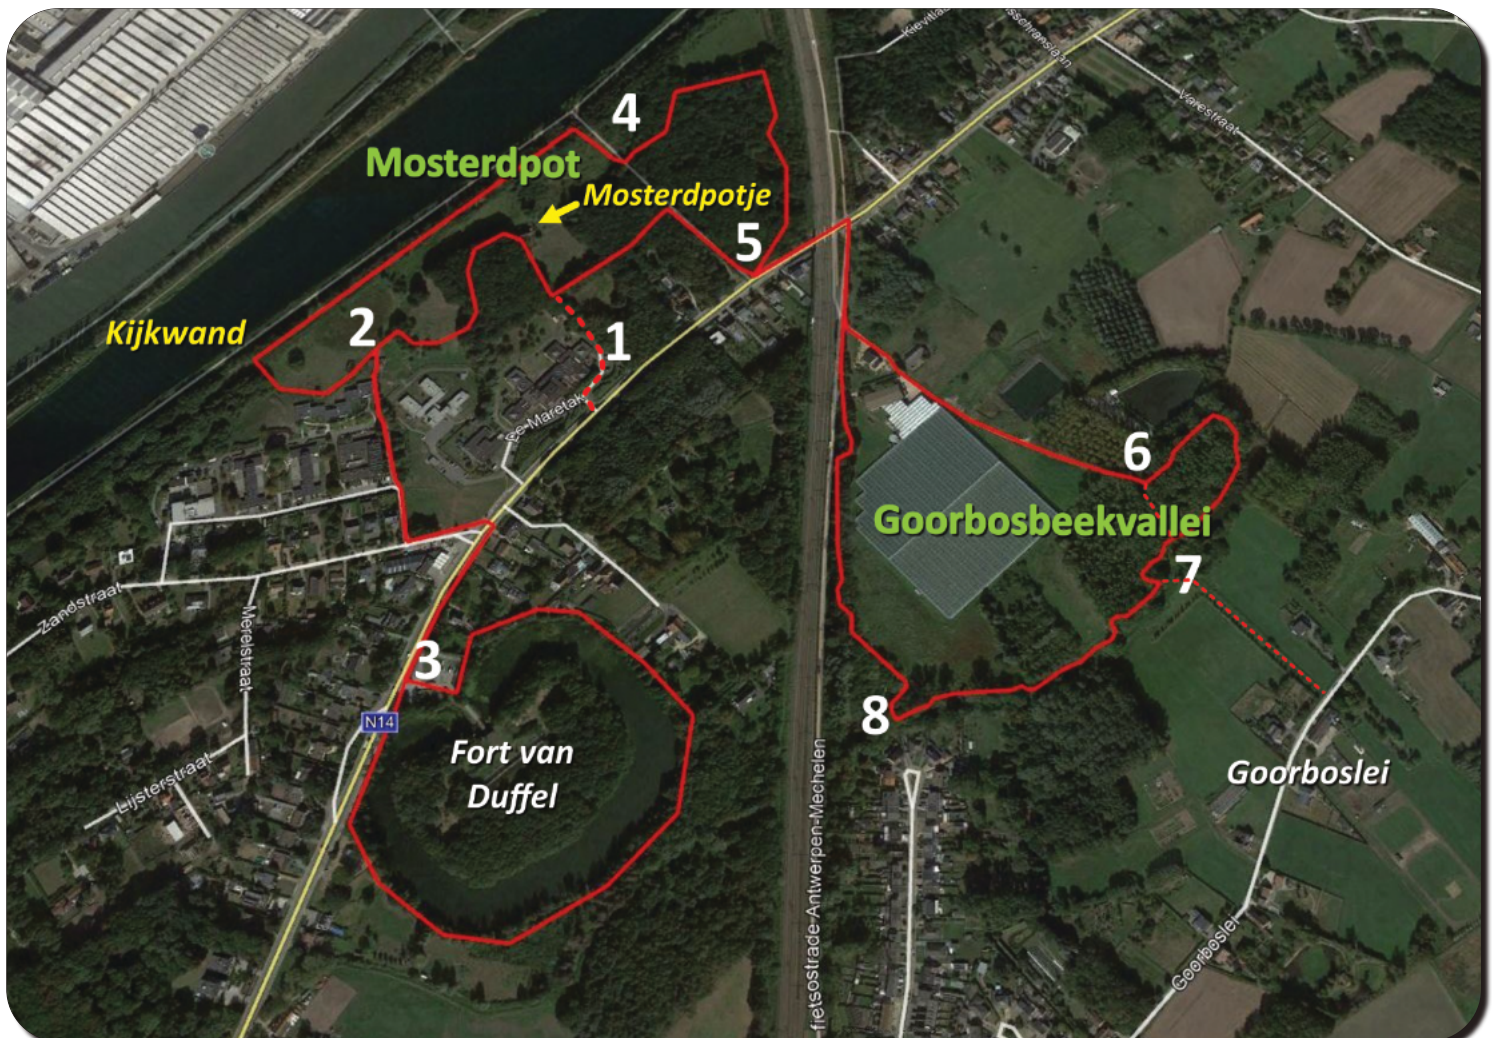 Kievitlaan
Varestraat
4
Mosterdpot
Mosterdpotje
5
Kijkwand
2
1
De Maretak
6
Goorbosbeekvallei
7
Zandstraat
Merelstraat
3
8
N14
Fort van
Duffel
Lijsterstraat
Goorboslei
fietsostrade Antwerpen-Mechelen
Goorboslei